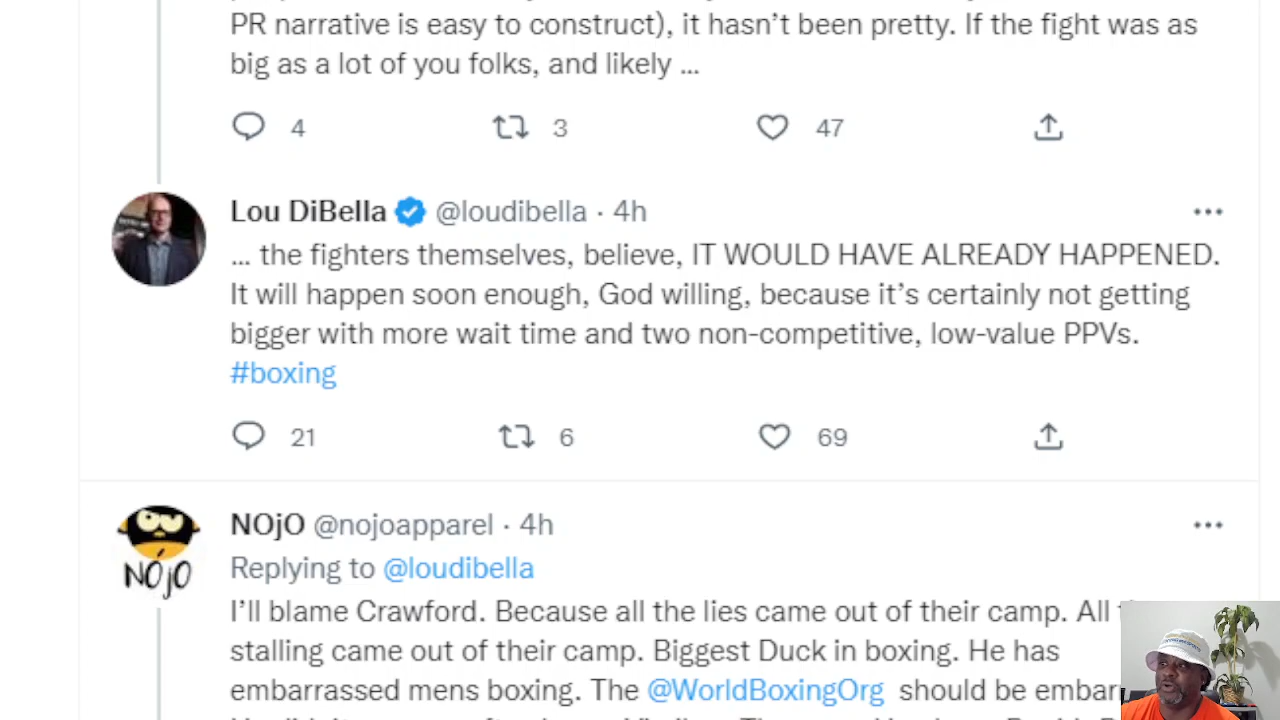 PR narrative is easy to construct), it hasn't been pretty. If the fight was as
big as a lot of you folks, and likely ...
4 3 47
Lou DiBella @loudibella · 4h
... the fighters themselves, believe, IT WOULD HAVE ALREADY HAPPENED.
It will happen soon enough, God willing, because it's certainly not getting
bigger with more wait time and two non-competitive, low-value PPVs.
#boxing
21 6 69
NOjO @nojoapparel · 4h
NÓjO
Replying to @loudibella
I'll blame Crawford. Because all the lies came out of their camp. All
stalling came out of their camp. Biggest Duck in boxing. He has
embarrassed mens boxing. The @WorldBoxingOrg should be